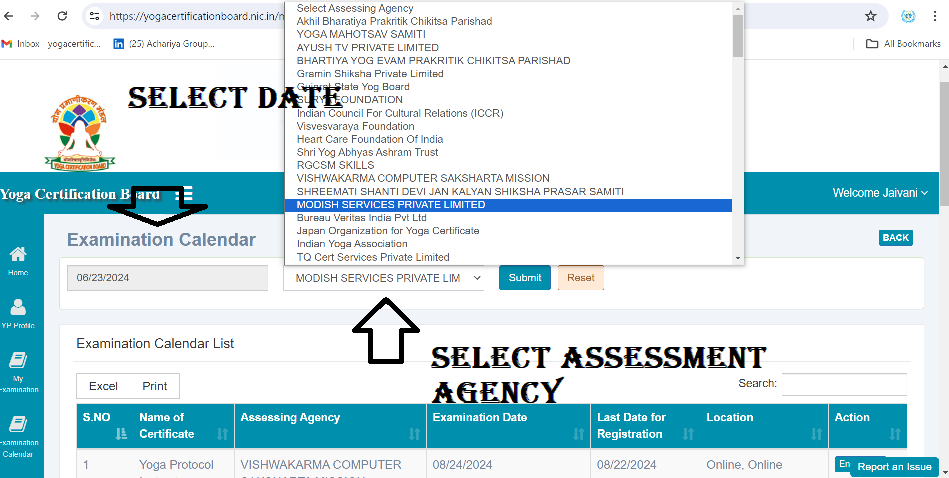 https://yogacertificationboard.nic.in/
Inbox yogacertific...
(25) Achariya Group...
All Bookmarks
Select Assessing Agency
Akhil Bharatiya Prakritik Chikitsa Parishad
YOGA MAHOTSAV SAMITI
AYUSH TV PRIVATE LIMITED
BHARTIYA YOG EVAM PRAKRITIK CHIKITSA PARISHAD
Gramin Shiksha Private Limited
Gujarat State Yog Board
SURYA FOUNDATION
Indian Council For Cultural Relations (ICCR)
Visvesvaraya Foundation
Heart Care Foundation Of India
Shri Yog Abhyas Ashram Trust
RGCSM SKILLS
VISHWAKARMA COMPUTER SAKSHARTA MISSION
SHREEMATI SHANTI DEVI JAN KALYAN SHIKSHA PRASAR SAMITI
MODISH SERVICES PRIVATE LIMITED
Bureau Veritas India Pvt Ltd
Japan Organization for Yoga Certificate
Indian Yoga Association
TQ Cert Services Private Limited
SELECT DATE
YOGA CERTIFICATION BOARD
Yoga Certification Board
Welcome Jaivani
Examination Calendar
BACK
Home
YP Profile
My
Examination
Examination
Calendar
06/23/2024
MODISH SERVICES PRIVATE LIM
Submit
Reset
Examination Calendar List
SELECT ASSESSMENT
AGENCY
Excel Print
Search:
S.NO Name of Certificate Assessing Agency Examination Date Last Date for Registration Location Action
1 Yoga Protocol VISHWAKARMA COMPUTER 08/24/2024 08/22/2024 Online, Online
Report an Issue